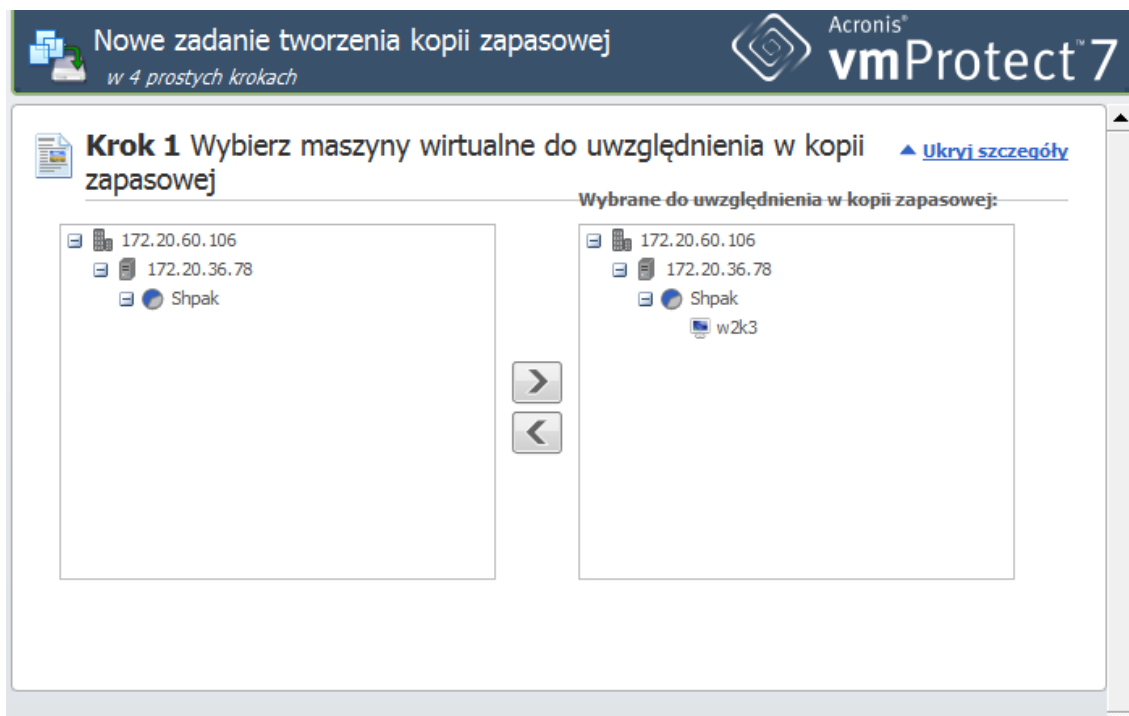 Nowe zadanie tworzenia kopii zapasowej
w 4 prostych krokach
Acronis®
vmProtect™ 7
Krok 1 Wybierz maszyny wirtualne do uwzględnienia w kopii
zapasowej
Ukryj szczegóły
Wybrane do uwzględnienia w kopii zapasowej:
172.20.60.106
172.20.36.78
Shpak
172.20.60.106
172.20.36.78
Shpak
w2k3